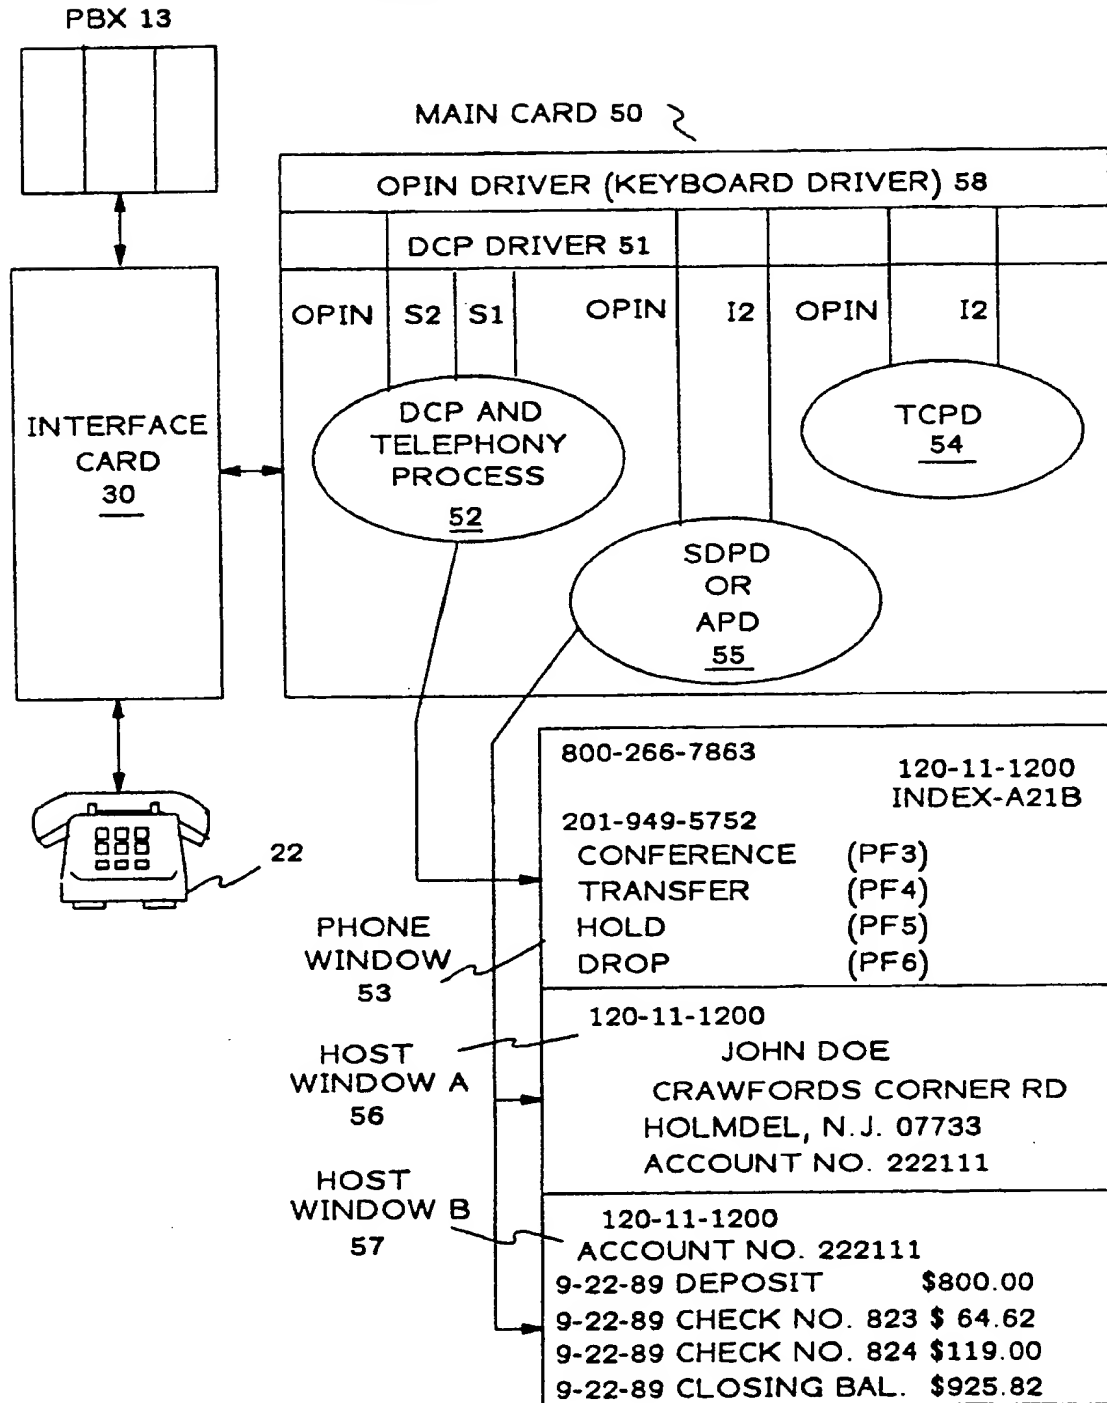 PBX 13
MAIN CARD 50
OPIN DRIVER (KEYBOARD DRIVER) 58
DCP DRIVER 51
OPIN S2 S1 OPIN I2 OPIN I2
INTERFACE
CARD
30
DCP AND
TELEPHONY
PROCESS
52
TCPD
54
SDPD
OR
APD
55
22
800-266-7863
120-11-1200
INDEX-A21B
201-949-5752
CONFERENCE (PF3)
TRANSFER (PF4)
HOLD (PF5)
DROP (PF6)
PHONE
WINDOW
53
HOST
WINDOW A
56
120-11-1200
JOHN DOE
CRAWFORDS CORNER RD
HOLMDEL, N.J. 07733
ACCOUNT NO. 222111
HOST
WINDOW B
57
120-11-1200
ACCOUNT NO. 222111
9-22-89 DEPOSIT $800.00
9-22-89 CHECK NO. 823 $ 64.62
9-22-89 CHECK NO. 824 $119.00
9-22-89 CLOSING BAL. $925.82